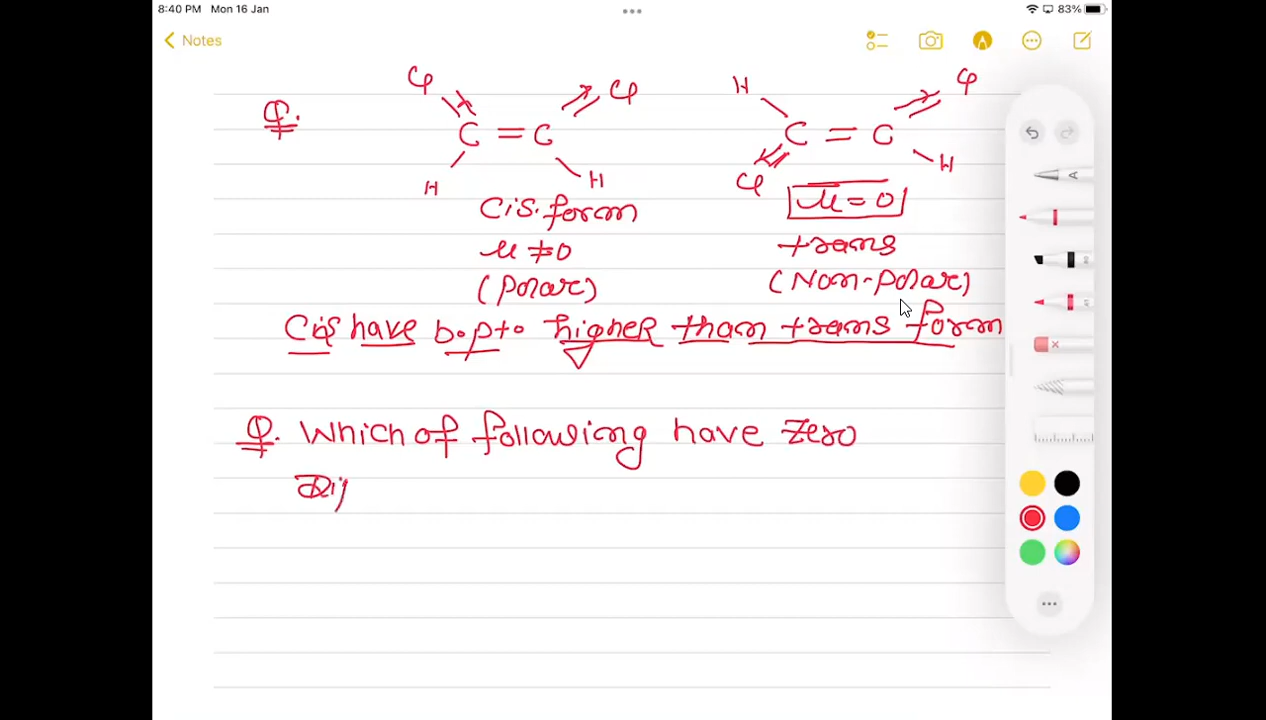 8:40 PM Mon 16 Jan
83%
Notes
Q.
Cl Cl H Cl
C = C C = C
H H Cl H
Cis. form μ = 0
μ ≠ 0 trans
(Polar) (Non-polar)
Cis have b.pto higher than trans form
Q. Which of following have zero